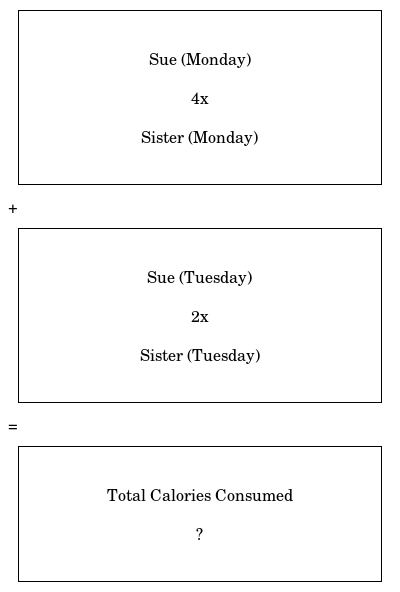 Sue (Monday)
4x
Sister (Monday)
+
Sue (Tuesday)
2x
Sister (Tuesday)
=
Total Calories Consumed
?